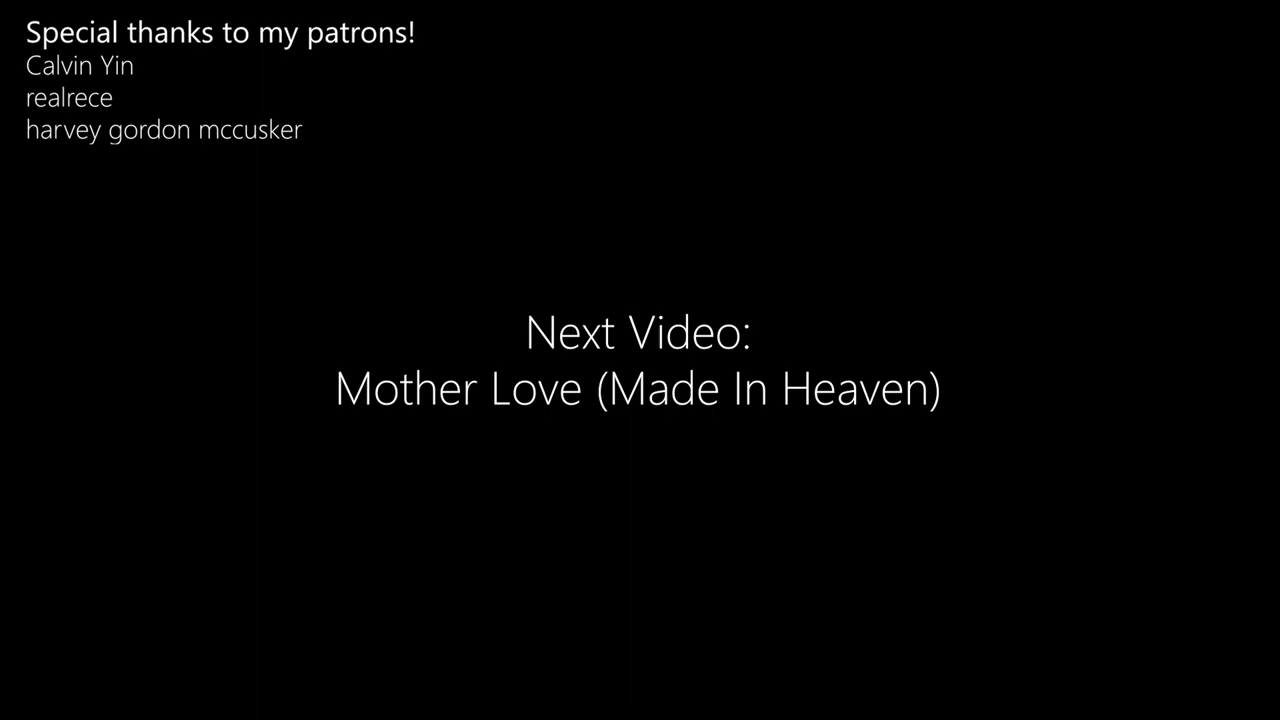 Special thanks to my patrons!
Calvin Yin
realrece
harvey gordon mccusker
Next Video:
Mother Love (Made In Heaven)